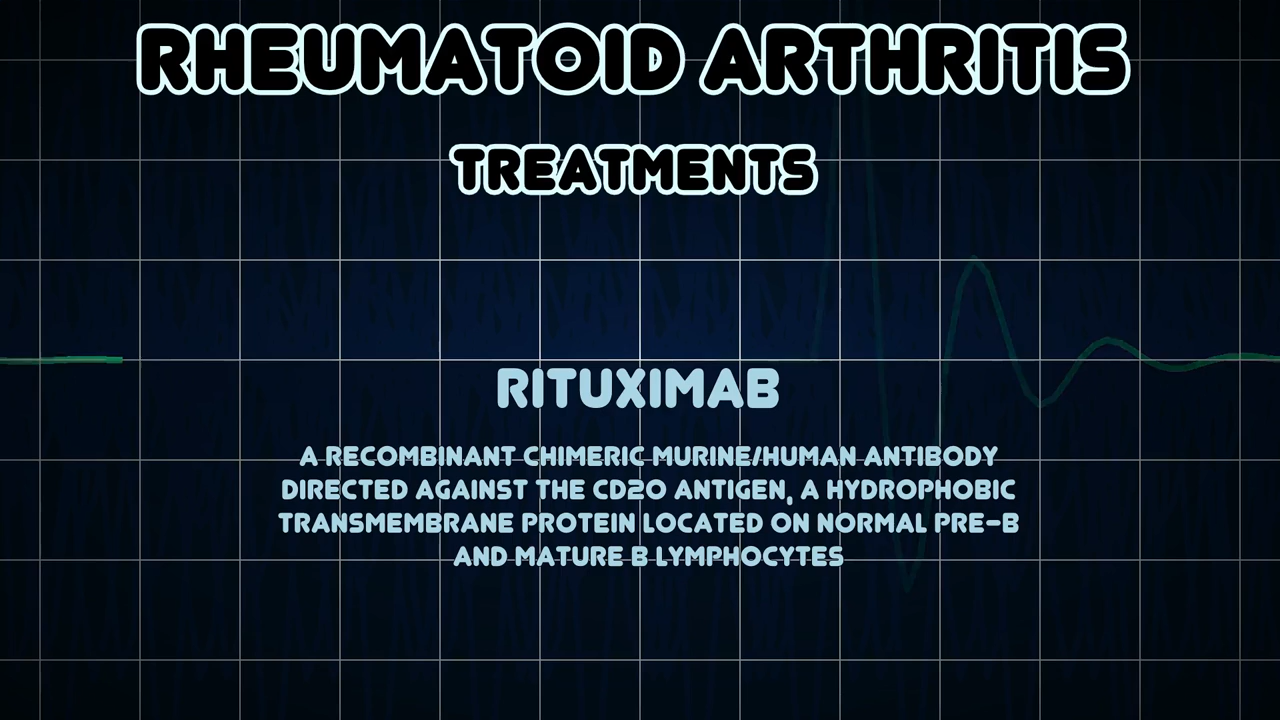 RHEUMATOID ARTHRITIS
TREATMENTS
RITUXIMAB
A RECOMBINANT CHIMERIC MURINE/HUMAN ANTIBODY
DIRECTED AGAINST THE CD20 ANTIGEN, A HYDROPHOBIC
TRANSMEMBRANE PROTEIN LOCATED ON NORMAL PRE-B
AND MATURE B LYMPHOCYTES